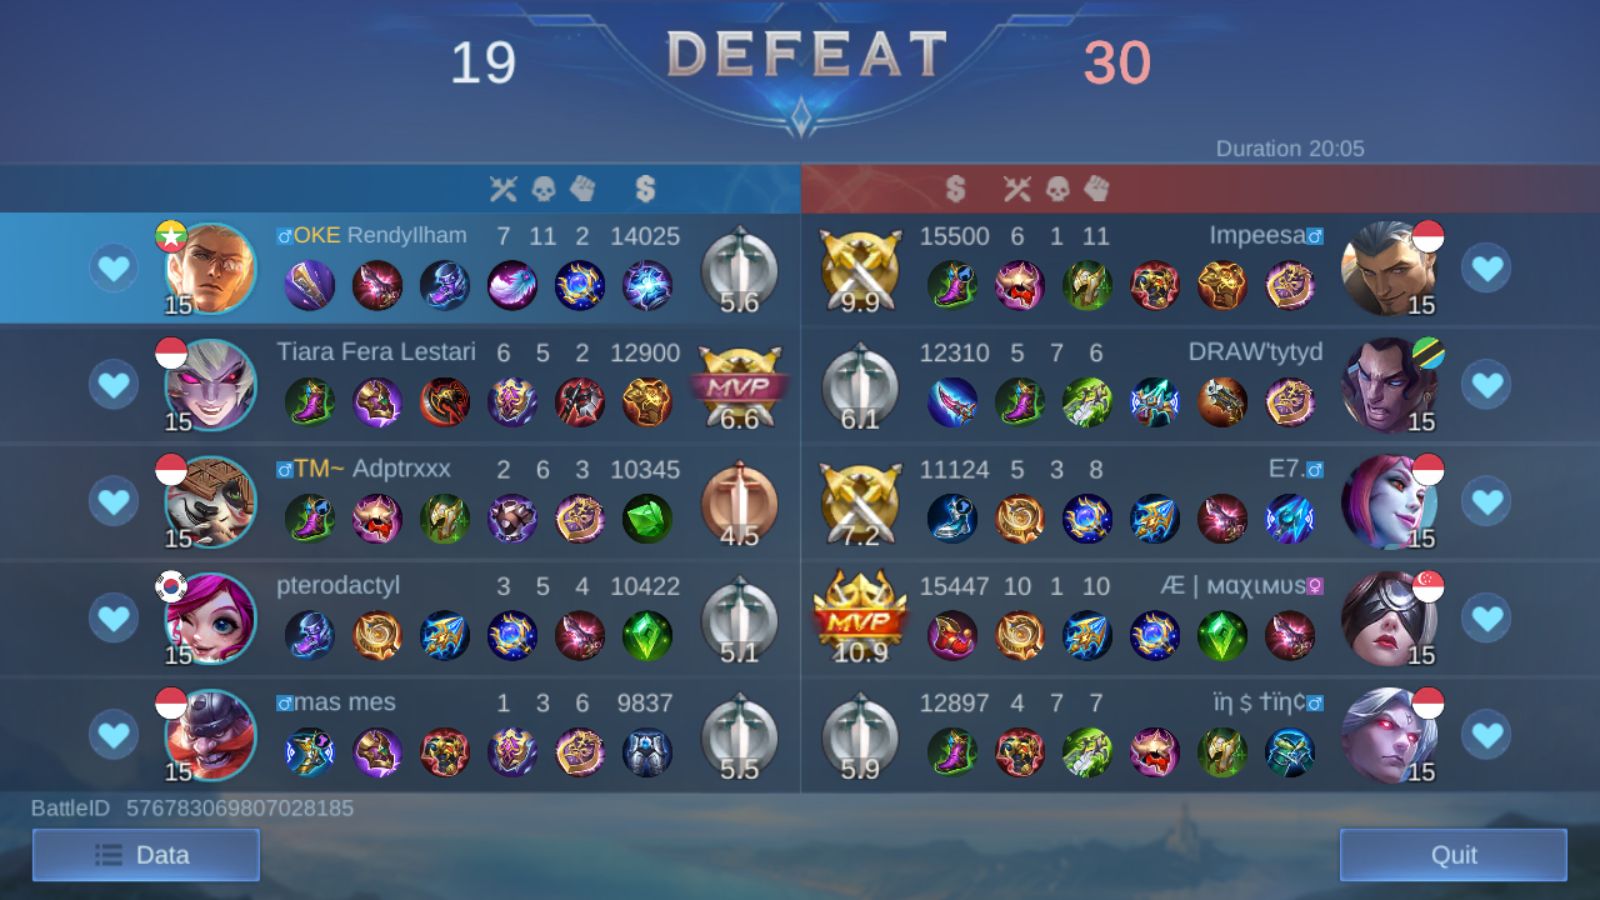 19 DEFEAT 30
Duration 20:05
OKE RendyIlham 7 11 2 14025
15 5.6
15500 6 1 11 Impeesa
9.9 15
Tiara Fera Lestari 6 5 2 12900 MVP
15 6.6
12310 5 7 6 DRAW'tytyd
6.1 15
TM~ Adptrxxx 2 6 3 10345
15 4.5
11124 5 3 8 E7.
7.2 15
pterodactyl 3 5 4 10422
15 5.1
MVP 15447 10 1 10 Æ | мαχιмυѕ
10.9 15
mas mes 1 3 6 9837
15 5.5
12897 4 7 7 ïη $ †ïη¢
5.9 15
BattleID 576783069807028185
Data
Quit